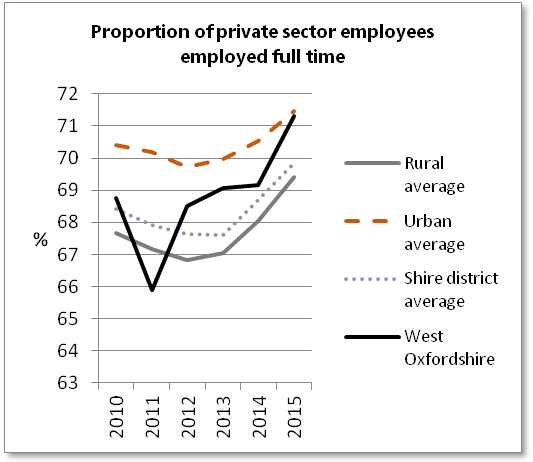 Proportion of private sector employees
employed full time
72
71
70
69
68
67
66
65
64
63
%
2010
2011
2012
2013
2014
2015
Rural
average
Urban
average
Shire district
average
West
Oxfordshire